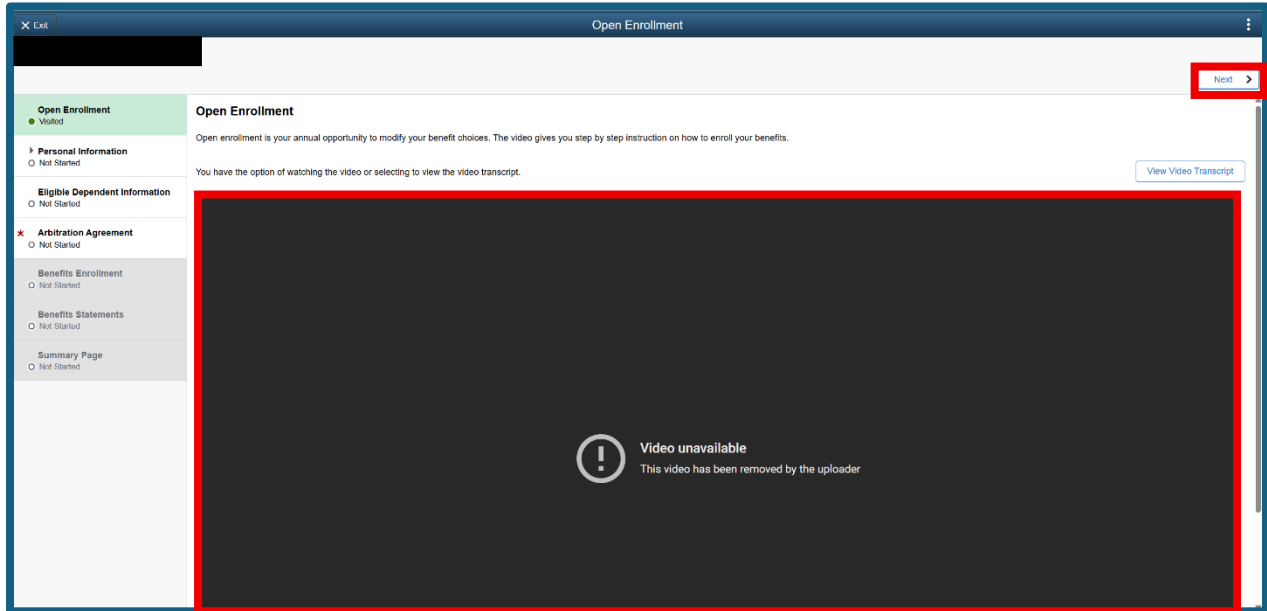 Exit
Open Enrollment
Next
Open Enrollment
Visited
Personal Information
Not Started
Eligible Dependent Information
Not Started
* Arbitration Agreement
Not Started
Benefits Enrollment
Not Started
Benefits Statements
Not Started
Summary Page
Not Started
Open Enrollment
Open enrollment is your annual opportunity to modify your benefit choices. The video gives you step by step instruction on how to enroll your benefits.
You have the option of watching the video or selecting to view the video transcript.
View Video Transcript
Video unavailable
This video has been removed by the uploader